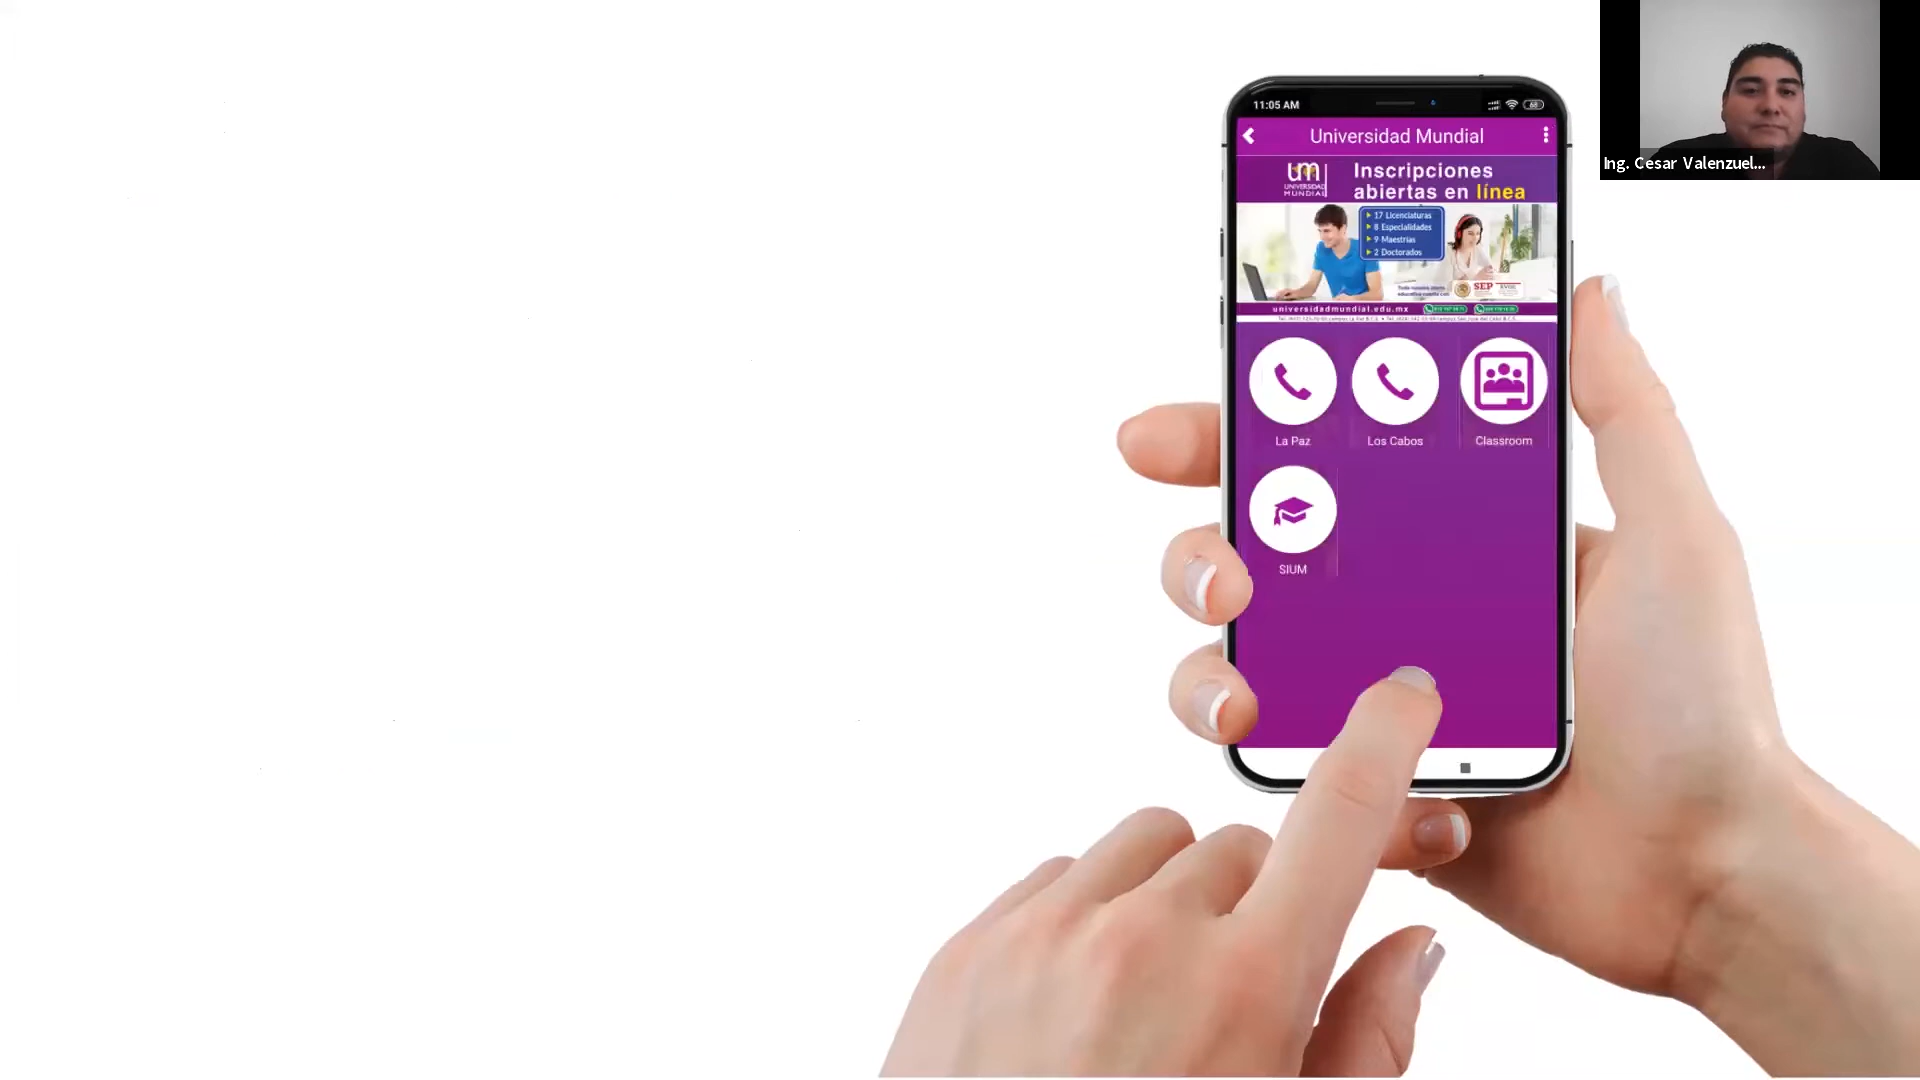 11:05 AM
68
Universidad Mundial
um
UNIVERSIDAD
MUNDIAL
Inscripciones
abiertas en línea
17 Licenciaturas
8 Especialidades
9 Maestrías
2 Doctorados
SEP
universidadmundial.edu.mx
La Paz
Los Cabos
Classroom
SIUM
Ing. Cesar Valenzuel...